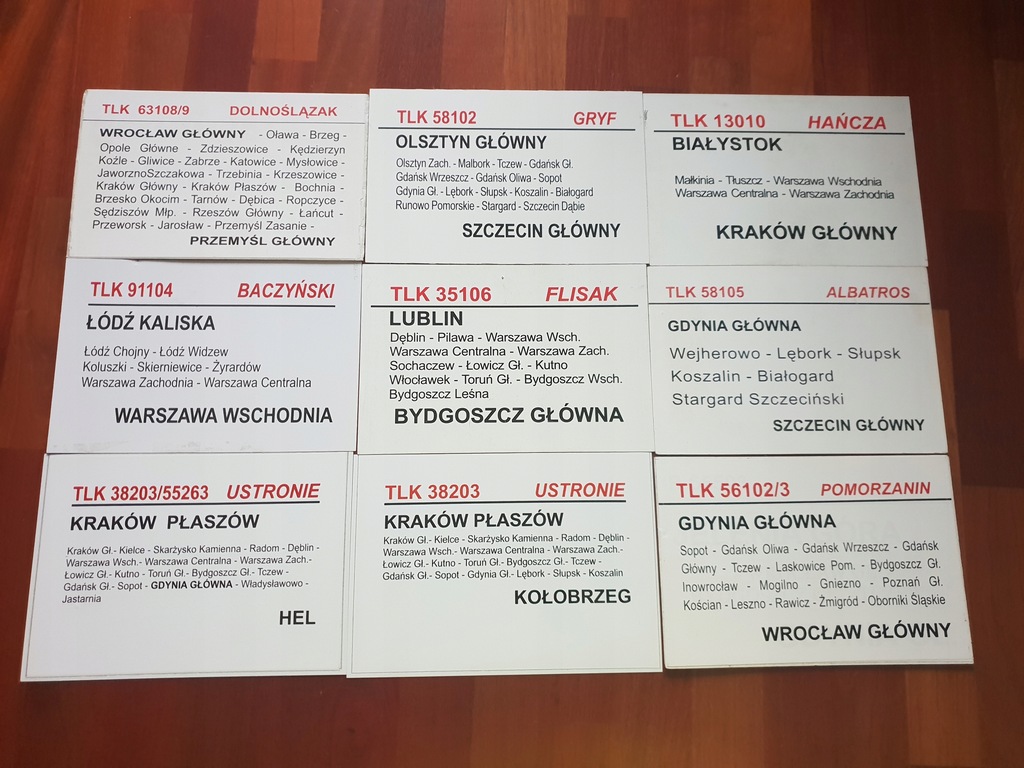 TLK 63108/9 DOLNOŚLĄZAK
WROCŁAW GŁÓWNY - Oława - Brzeg -
Opole Główne - Zdzieszowice - Kędzierzyn
Koźle - Gliwice - Zabrze - Katowice - Mysłowice -
JaworznoSzczakowa - Trzebinia - Krzeszowice -
Kraków Główny - Kraków Płaszów - Bochnia -
Brzesko Okocim - Tarnów - Dębica - Ropczyce -
Sędziszów Młp. - Rzeszów Główny - Łańcut -
Przeworsk - Jarosław - Przemyśl Zasanie -
PRZEMYŚL GŁÓWNY
TLK 58102 GRYF
OLSZTYN GŁÓWNY
Olsztyn Zach. - Malbork - Tczew - Gdańsk Gł.
Gdańsk Wrzeszcz - Gdańsk Oliwa - Sopot
Gdynia Gł. - Lębork - Słupsk - Koszalin - Białogard
Runowo Pomorskie - Stargard - Szczecin Dąbie
SZCZECIN GŁÓWNY
TLK 13010 HAŃCZA
BIAŁYSTOK
Małkinia - Tłuszcz - Warszawa Wschodnia
Warszawa Centralna - Warszawa Zachodnia
KRAKÓW GŁÓWNY
TLK 91104 BACZYŃSKI
ŁÓDŹ KALISKA
Łódź Chojny - Łódź Widzew
Koluszki - Skierniewice - Żyrardów
Warszawa Zachodnia - Warszawa Centralna
WARSZAWA WSCHODNIA
TLK 35106 FLISAK
LUBLIN
Dęblin - Pilawa - Warszawa Wsch.
Warszawa Centralna - Warszawa Zach.
Sochaczew - Łowicz Gł. - Kutno
Włocławek - Toruń Gł. - Bydgoszcz Wsch.
Bydgoszcz Leśna
BYDGOSZCZ GŁÓWNA
TLK 58105 ALBATROS
GDYNIA GŁÓWNA
Wejherowo - Lębork - Słupsk
Koszalin - Białogard
Stargard Szczeciński
SZCZECIN GŁÓWNY
TLK 38203/55263 USTRONIE
KRAKÓW PŁASZÓW
Kraków Gł.- Kielce - Skarżysko Kamienna - Radom - Dęblin -
Warszawa Wsch.- Warszawa Centralna - Warszawa Zach.-
Łowicz Gł.- Kutno - Toruń Gł.- Bydgoszcz Gł.- Tczew -
Gdańsk Gł.- Sopot - GDYNIA GŁÓWNA - Władysławowo -
Jastarnia
HEL
TLK 38203 USTRONIE
KRAKÓW PŁASZÓW
Kraków Gł.- Kielce - Skarżysko Kamienna - Radom - Dęblin -
Warszawa Wsch.- Warszawa Centralna - Warszawa Zach.-
Łowicz Gł.- Kutno - Toruń Gł.- Bydgoszcz Gł.- Tczew -
Gdańsk Gł.- Sopot - Gdynia Gł.- Lębork - Słupsk - Koszalin
KOŁOBRZEG
TLK 56102/3 POMORZANIN
GDYNIA GŁÓWNA
Sopot - Gdańsk Oliwa - Gdańsk Wrzeszcz - Gdańsk
Główny - Tczew - Laskowice Pom. - Bydgoszcz Gł.
Inowrocław - Mogilno - Gniezno - Poznań Gł.
Kościan - Leszno - Rawicz - Żmigród - Oborniki Śląskie
WROCŁAW GŁÓWNY